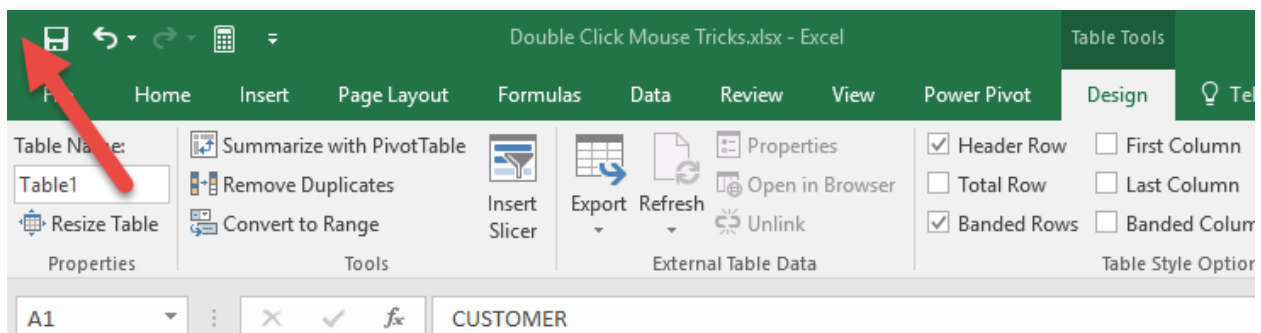 Double Click Mouse Tricks.xlsx - Excel
Table Tools
Home Insert Page Layout Formulas Data Review View Power Pivot Design
Table Name:
Table1
Resize Table
Properties
Summarize with PivotTable
Remove Duplicates
Convert to Range
Tools
Insert
Slicer
Export
Refresh
Properties
Open in Browser
Unlink
External Table Data
Header Row
Total Row
Banded Rows
First Column
Last Column
Banded
Table Style
A1
fx
CUSTOMER